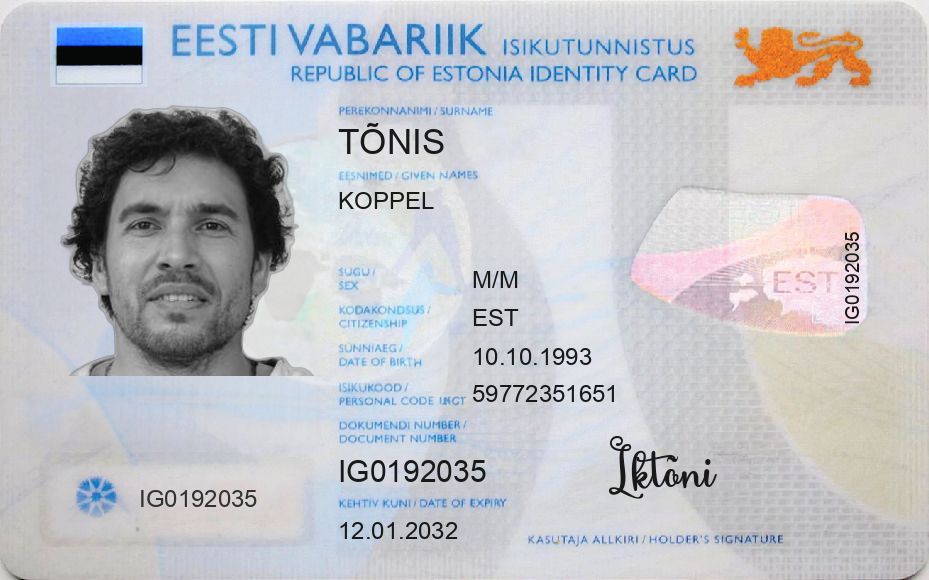 EESTI VABARIIK ISIKUTUNNISTUS
REPUBLIC OF ESTONIA IDENTITY CARD
PEREKONNANIMI / SURNAME
TÕNIS
EESNIMED / GIVEN NAMES
KOPPEL
SUGU / SEX
M/M
KODAKONDSUS / CITIZENSHIP
EST
SÜNNIAEG / DATE OF BIRTH
10.10.1993
ISIKUKOOD / PERSONAL CODE
59772351651
DOKUMENDI NUMBER / DOCUMENT NUMBER
IG0192035
KEHTIV KUNI / DATE OF EXPIRY
12.01.2032
IG0192035
EST
IG0192035
KASUTAJA ALLKIRI / HOLDER'S SIGNATURE